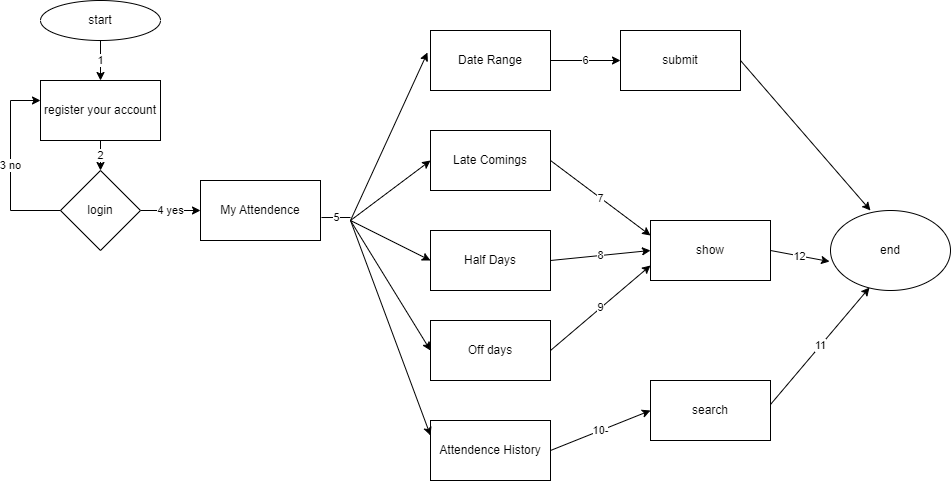 start
1
register your account
2
3 no
login
4 yes
My Attendence
5
Date Range
6
submit
Late Comings
7
Half Days
8
show
12
end
Off days
9
11
Attendence History
10-
search